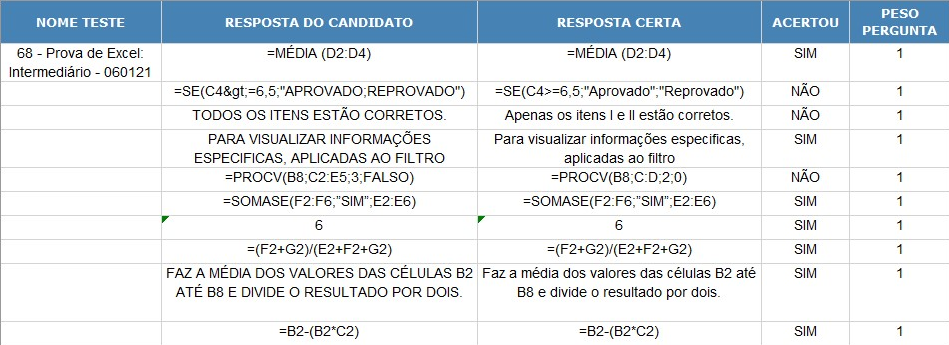 NOME TESTE RESPOSTA DO CANDIDATO RESPOSTA CERTA ACERTOU PESO PERGUNTA
68 - Prova de Excel: =MÉDIA (D2:D4) =MÉDIA (D2:D4) SIM 1
Intermediário - 060121
=SE(C4&gt;=6,5;"APROVADO;REPROVADO") =SE(C4>=6,5;"Aprovado";"Reprovado") NÃO 1
TODOS OS ITENS ESTÃO CORRETOS. Apenas os itens I e II estão corretos. NÃO 1
PARA VISUALIZAR INFORMAÇÕES Para visualizar informações especificas, SIM 1
ESPECIFICAS, APLICADAS AO FILTRO aplicadas ao filtro
=PROCV(B8;C2:E5;3;FALSO) =PROCV(B8;C:D;2;0) NÃO 1
=SOMASE(F2:F6;”SIM”;E2:E6) =SOMASE(F2:F6;”SIM”;E2:E6) SIM 1
6 6 SIM 1
=(F2+G2)/(E2+F2+G2) =(F2+G2)/(E2+F2+G2) SIM 1
FAZ A MÉDIA DOS VALORES DAS CÉLULAS B2 Faz a média dos valores das células B2 até SIM 1
ATÉ B8 E DIVIDE O RESULTADO POR DOIS. B8 e divide o resultado por dois.
=B2-(B2*C2) =B2-(B2*C2) SIM 1